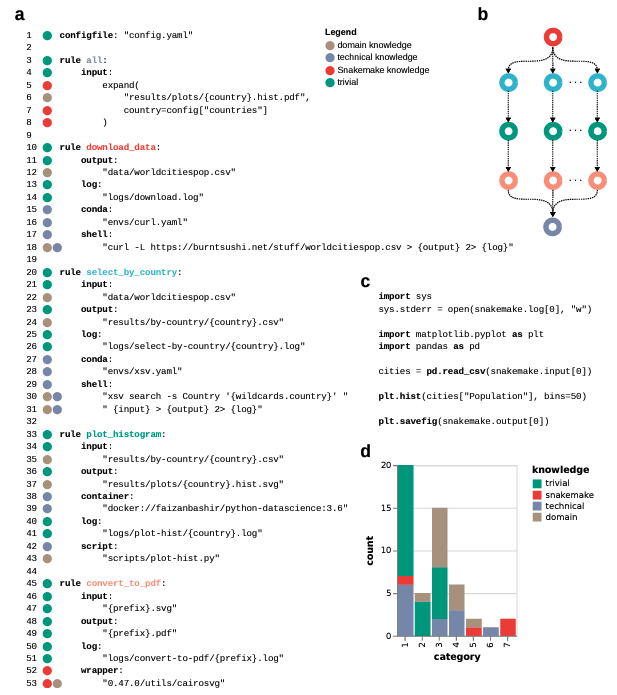 a
1 configfile: "config.yaml"
2
3 rule all:
4 input:
5 expand(
6 "results/plots/{country}.hist.pdf",
7 country=config["countries"]
8 )
9
10 rule download_data:
11 output:
12 "data/worldcitiespop.csv"
13 log:
14 "logs/download.log"
15 conda:
16 "envs/curl.yaml"
17 shell:
18 "curl -L https://burntsushi.net/stuff/worldcitiespop.csv > {output} 2> {log}"
19
20 rule select_by_country:
21 input:
22 "data/worldcitiespop.csv"
23 output:
24 "results/by-country/{country}.csv"
25 log:
26 "logs/select-by-country/{country}.log"
27 conda:
28 "envs/xsv.yaml"
29 shell:
30 "xsv search -s Country '{wildcards.country}' "
31 " {input} > {output} 2> {log}"
32
33 rule plot_histogram:
34 input:
35 "results/by-country/{country}.csv"
36 output:
37 "results/plots/{country}.hist.svg"
38 container:
39 "docker://faizanbashir/python-datascience:3.6"
40 log:
41 "logs/plot-hist/{country}.log"
42 script:
43 "scripts/plot-hist.py"
44
45 rule convert_to_pdf:
46 input:
47 "{prefix}.svg"
48 output:
49 "{prefix}.pdf"
50 log:
51 "logs/convert-to-pdf/{prefix}.log"
52 wrapper:
53 "0.47.0/utils/cairosvg"
Legend
domain knowledge
technical knowledge
Snakemake knowledge
trivial
b
...
...
...
c
import sys
sys.stderr = open(snakemake.log[0], "w")
import matplotlib.pyplot as plt
import pandas as pd
cities = pd.read_csv(snakemake.input[0])
plt.hist(cities["Population"], bins=50)
plt.savefig(snakemake.output[0])
d
20
15
10
5
0
count
1 2 3 4 5 6 7
category
knowledge
trivial
snakemake
technical
domain